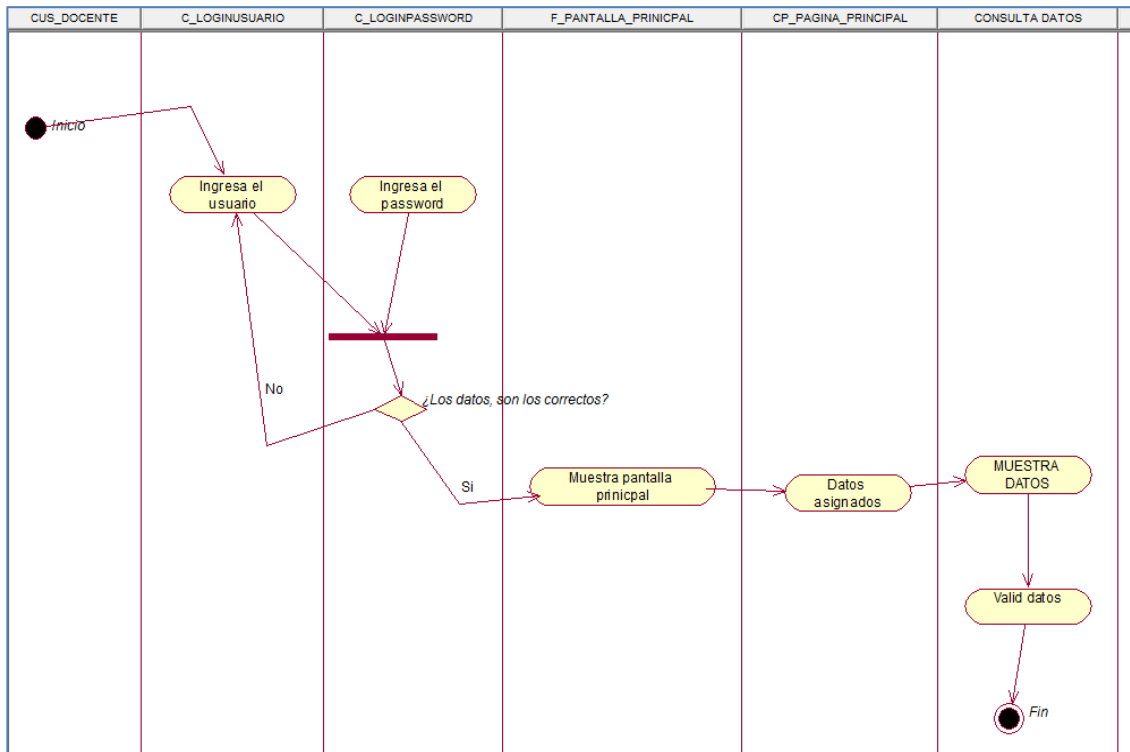 CUS_DOCENTE
C_LOGINUSUARIO
C_LOGINPASSWORD
F_PANTALLA_PRINICPAL
CP_PAGINA_PRINCIPAL
CONSULTA DATOS
Inicio
Ingresa el
usuario
Ingresa el
password
No
¿Los datos, son los correctos?
Si
Muestra pantalla
prinicpal
Datos
asignados
MUESTRA
DATOS
Valid datos
Fin